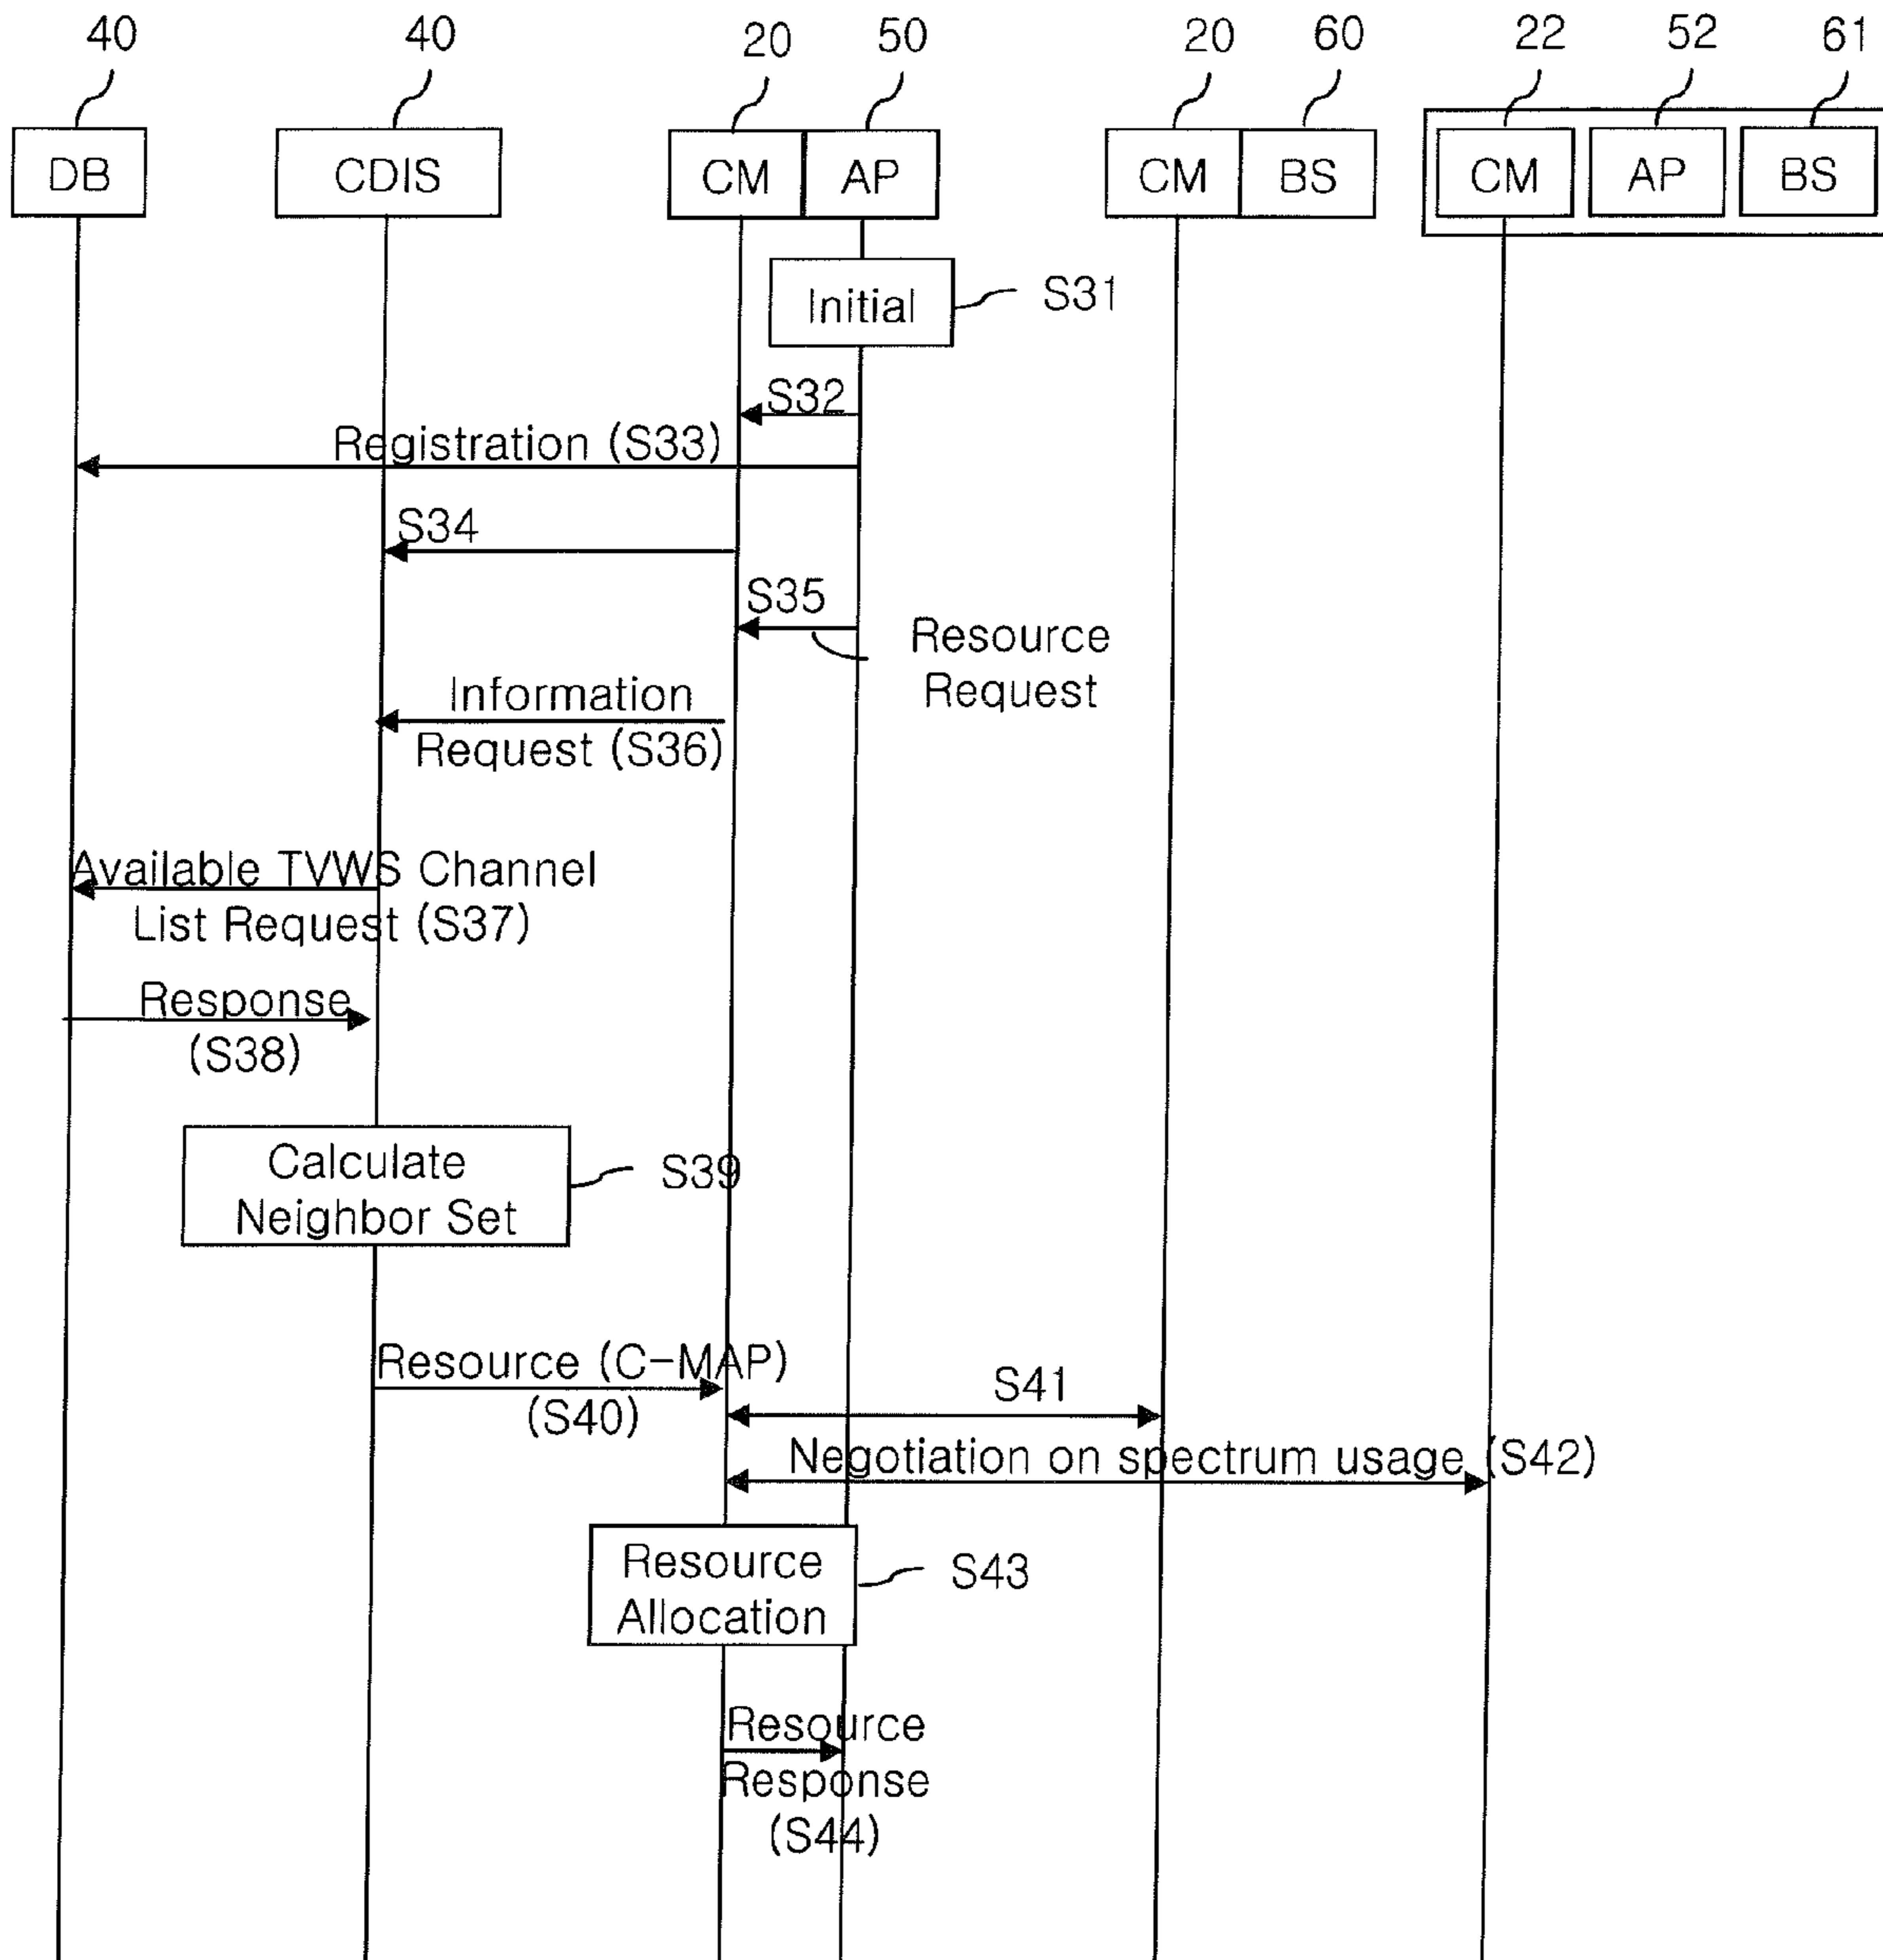 40
40
20
50
20
60
22
52
61
DB
CDIS
CM
AP
CM
BS
CM
AP
BS
Initial
S31
S32
Registration (S33)
S34
S35
Resource
Request
Information
Request (S36)
Available TVWS Channel
List Request (S37)
Response
(S38)
Calculate
Neighbor Set
S39
Resource (C-MAP)
(S40)
S41
Negotiation on spectrum usage (S42)
Resource
Allocation
S43
Resource
Response
(S44)